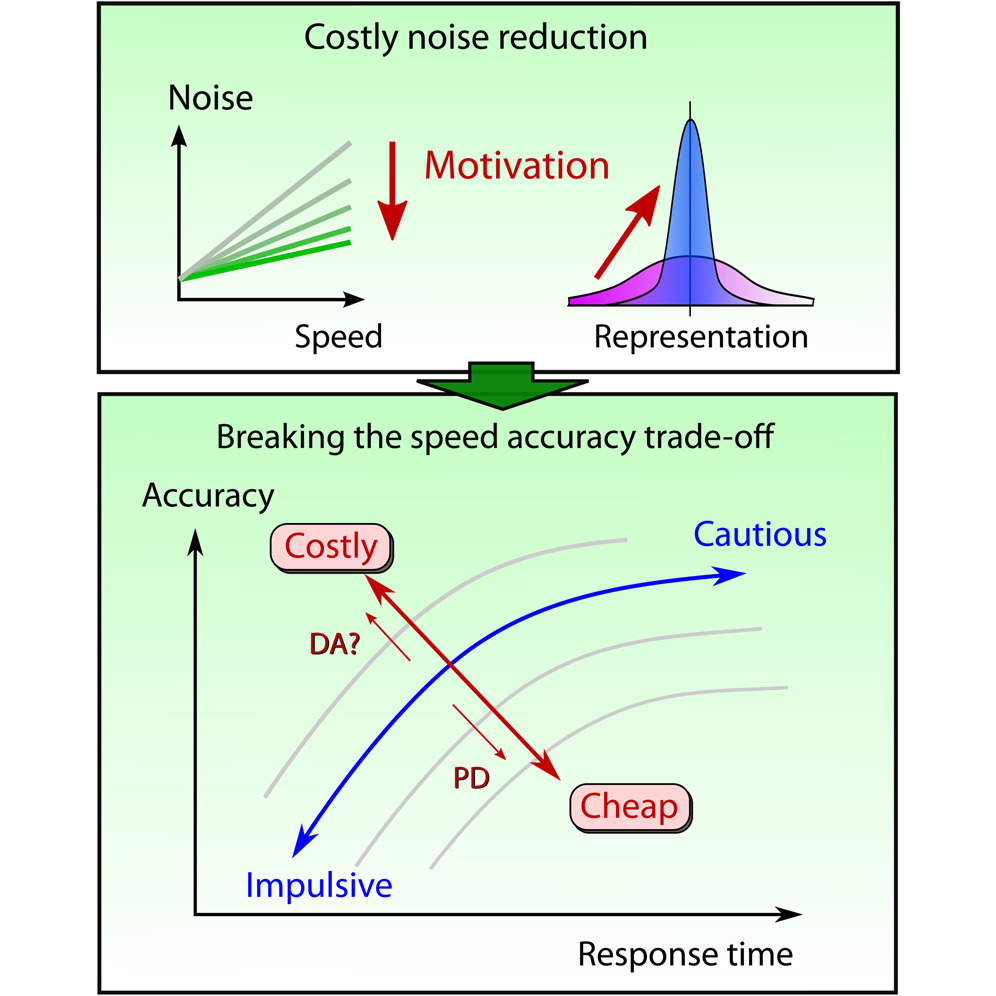 Costly noise reduction
Noise
Motivation
Speed
Representation
Breaking the speed accuracy trade-off
Accuracy
Costly
Cautious
DA?
PD
Cheap
Impulsive
Response time